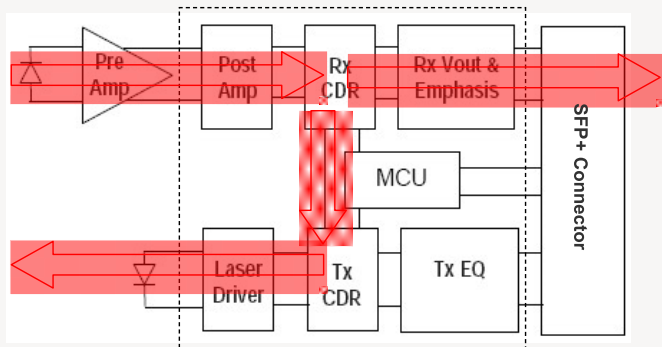 Pre
Amp
Post
Amp
Rx
CDR
Rx Vout &
Emphasis
SFP+ Connector
MCU
Laser
Driver
Tx
CDR
Tx EQ